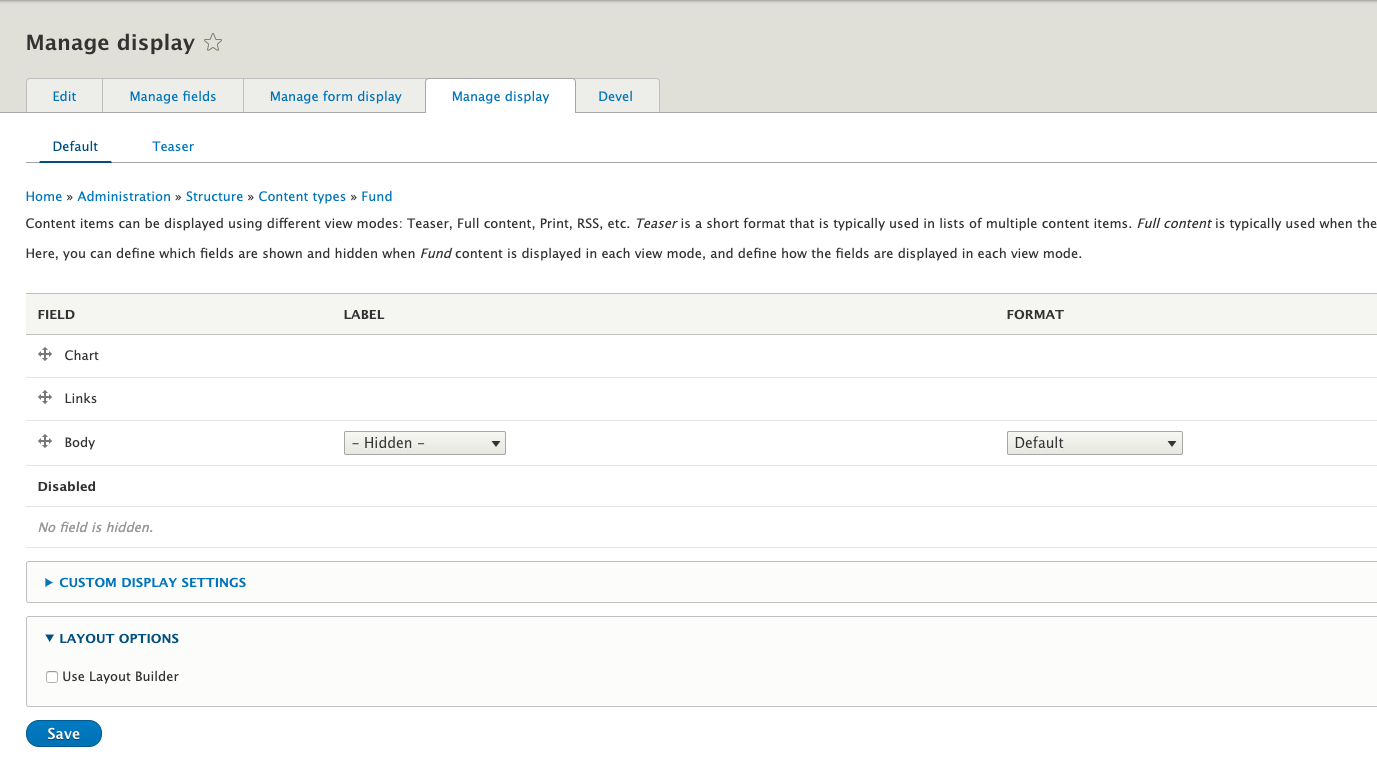 Manage display
Edit Manage fields Manage form display Manage display Devel
Default Teaser
Home » Administration » Structure » Content types » Fund
Content items can be displayed using different view modes: Teaser, Full content, Print, RSS, etc. Teaser is a short format that is typically used in lists of multiple content items. Full content is typically used when the
Here, you can define which fields are shown and hidden when Fund content is displayed in each view mode, and define how the fields are displayed in each view mode.
FIELD LABEL FORMAT
Chart
Links
Body - Hidden - Default
Disabled
No field is hidden.
CUSTOM DISPLAY SETTINGS
LAYOUT OPTIONS
Use Layout Builder
Save